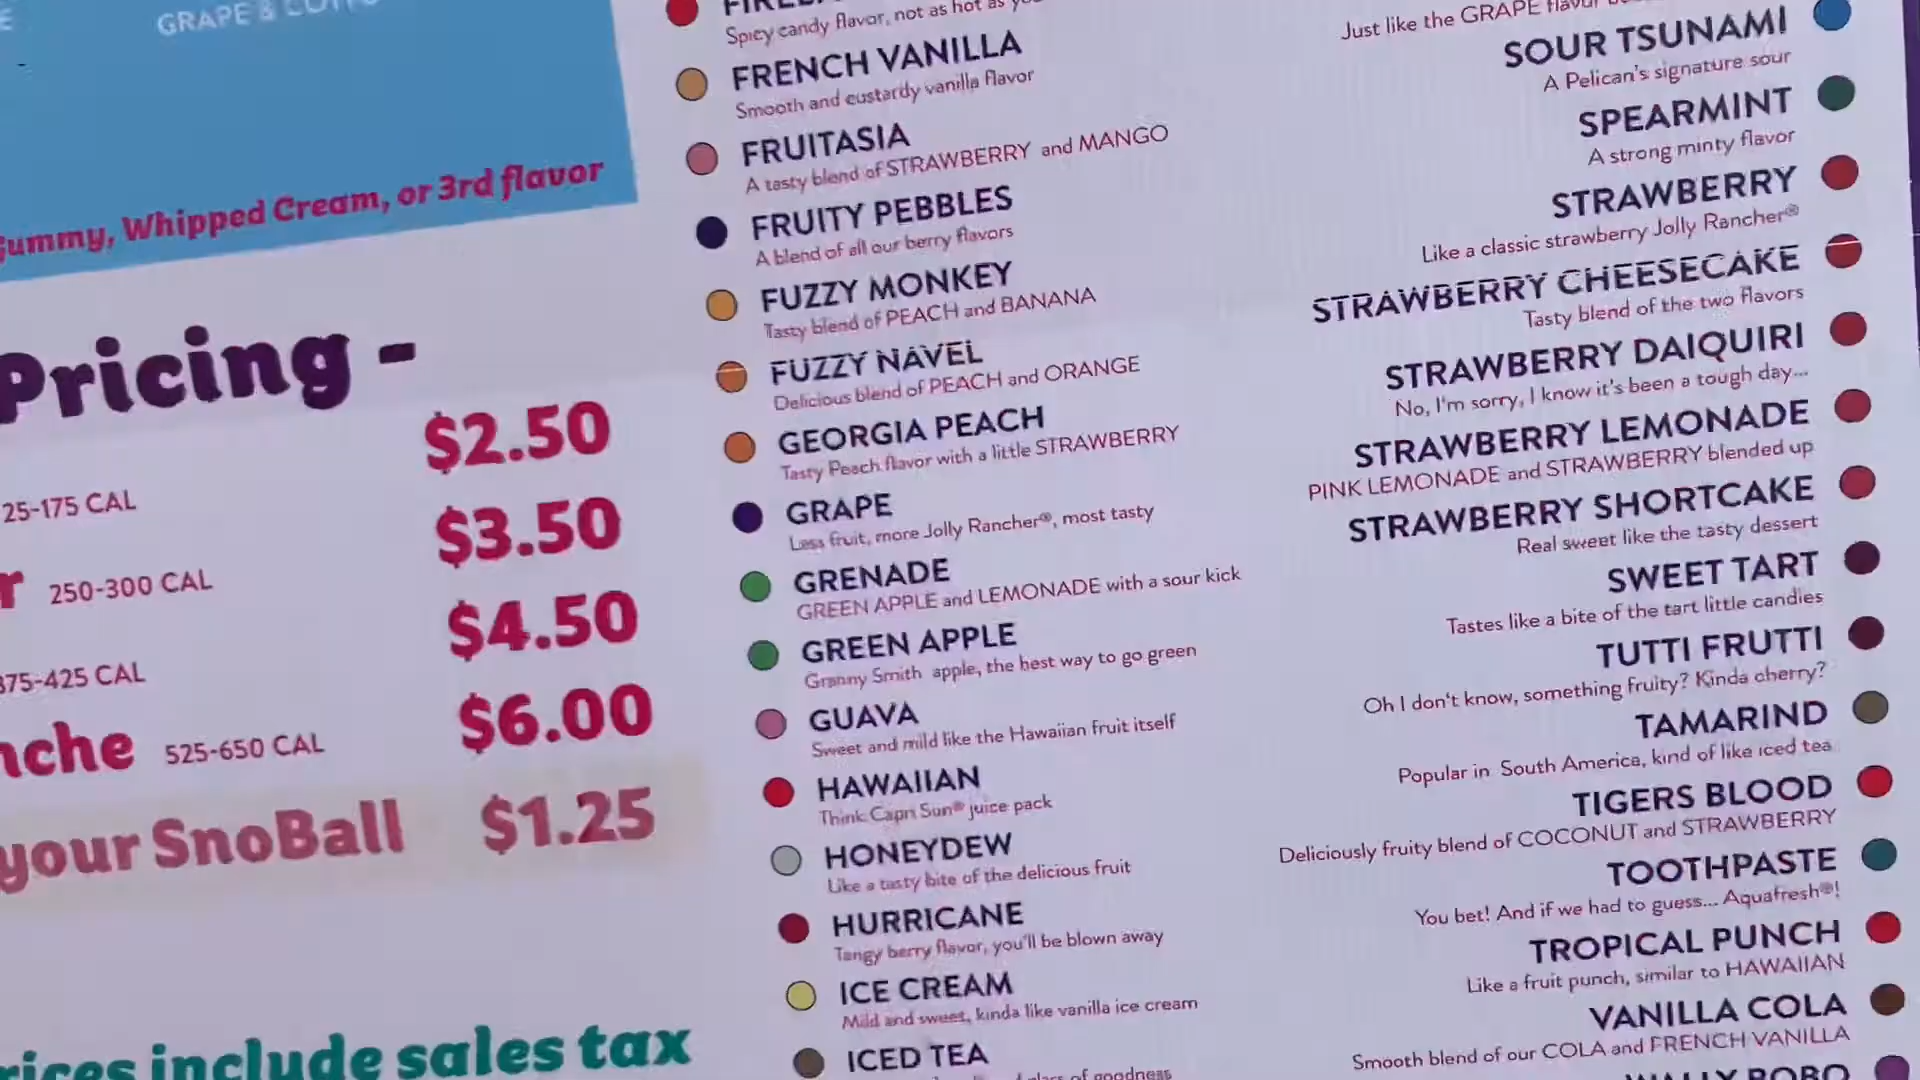 GRAPE &
Whipped Cream, or 3rd flavor
Pricing -
$2.50
25-175 CAL
$3.50
250-300 CAL
$4.50
375-425 CAL
$6.00
525-650 CAL
your SnoBall $1.25
include sales tax
Spicy candy flavor, not as hot as
FRENCH VANILLA
Smooth and custardy vanilla flavor
FRUITASIA
A tasty blend of STRAWBERRY and MANGO
FRUITY PEBBLES
A blend of all our berry flavors
FUZZY MONKEY
Tasty blend of PEACH and BANANA
FUZZY NAVEL
Delicious blend of PEACH and ORANGE
GEORGIA PEACH
Tasty Peach flavor with a little STRAWBERRY
GRAPE
Less fruit, more Jolly Rancher®, most tasty
GRENADE
GREEN APPLE and LEMONADE with a sour kick
GREEN APPLE
Granny Smith apple, the best way to go green
GUAVA
Sweet and mild like the Hawaiian fruit itself
HAWAIIAN
Think Capri Sun® juice pack
HONEYDEW
Like a tasty bite of the delicious fruit
HURRICANE
Tangy berry flavor, you'll be blown away
ICE CREAM
Mild and sweet, kinda like vanilla ice cream
ICED TEA
of goodness
Just like the GRAPE flavor
SOUR TSUNAMI
A Pelican's signature sour
SPEARMINT
A strong minty flavor
STRAWBERRY
Like a classic strawberry Jolly Rancher®
STRAWBERRY CHEESECAKE
Tasty blend of the two flavors
STRAWBERRY DAIQUIRI
No, I'm sorry, I know it's been a tough day...
STRAWBERRY LEMONADE
PINK LEMONADE and STRAWBERRY blended up
STRAWBERRY SHORTCAKE
Real sweet like the tasty dessert
SWEET TART
Tastes like a bite of the tart little candies
TUTTI FRUTTI
Oh I don't know, something fruity? Kinda cherry?
TAMARIND
Popular in South America, kind of like iced tea
TIGERS BLOOD
Deliciously fruity blend of COCONUT and STRAWBERRY
TOOTHPASTE
You bet! And if we had to guess... Aquafresh®!
TROPICAL PUNCH
Like a fruit punch, similar to HAWAIIAN
VANILLA COLA
Smooth blend of our COLA and FRENCH VANILLA